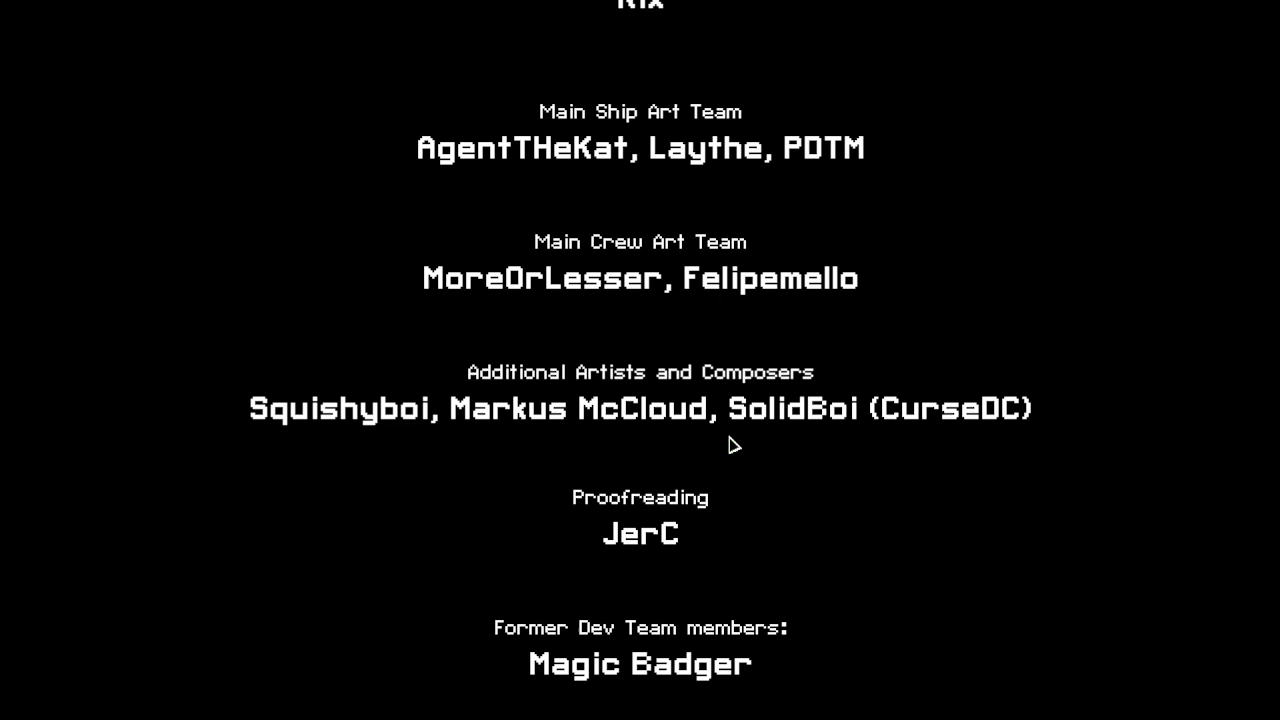 Main Ship Art Team
AgentTHeKat, Laythe, PDTM
Main Crew Art Team
MoreOrLesser, Felipemello
Additional Artists and Composers
Squishyboi, Markus McCloud, SolidBoi (CurseDC)
Proofreading
JerC
Former Dev Team members:
Magic Badger